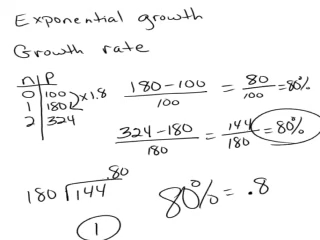 Exponential growth
Growth rate
n | P
0 | 100
1 | 180
2 | 324
x1.8
180-100 / 100 = 80 / 100 = 80%
324-180 / 180 = 144 / 180 = 80%
.80
180 144
80% = .8
1